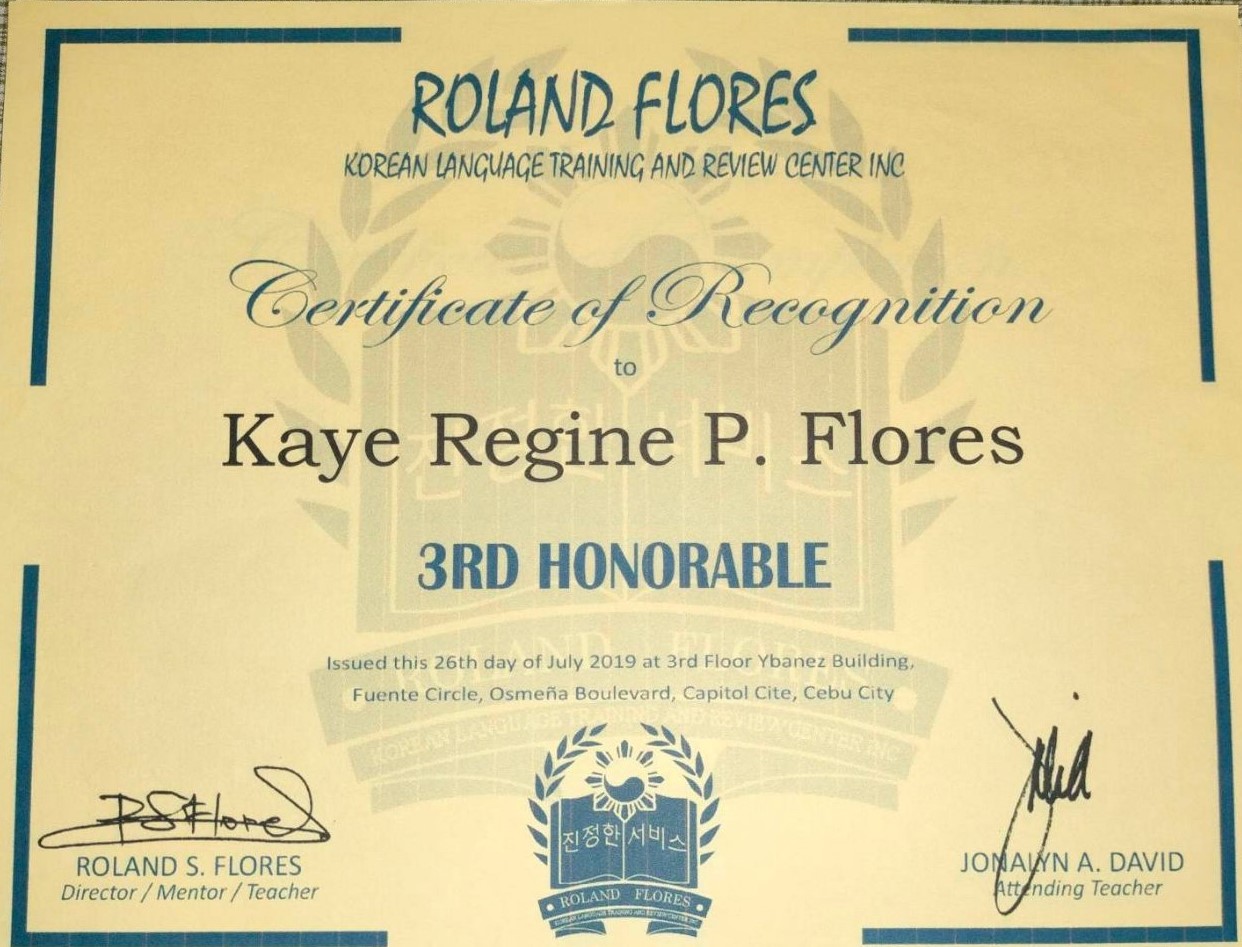 ROLAND FLORES
KOREAN LANGUAGE TRAINING AND REVIEW CENTER INC
Certificate of Recognition
to
Kaye Regine P. Flores
3RD HONORABLE
Issued this 26th day of July 2019 at 3rd Floor Ybanez Building,
Fuente Circle, Osmeña Boulevard, Capitol Cite, Cebu City
RSFlores
ROLAND S. FLORES
Director / Mentor / Teacher
진정한 서비스
ROLAND FLORES
KOREAN LANGUAGE TRAINING AND REVIEW CENTER INC
JONALYN A. DAVID
Attending Teacher